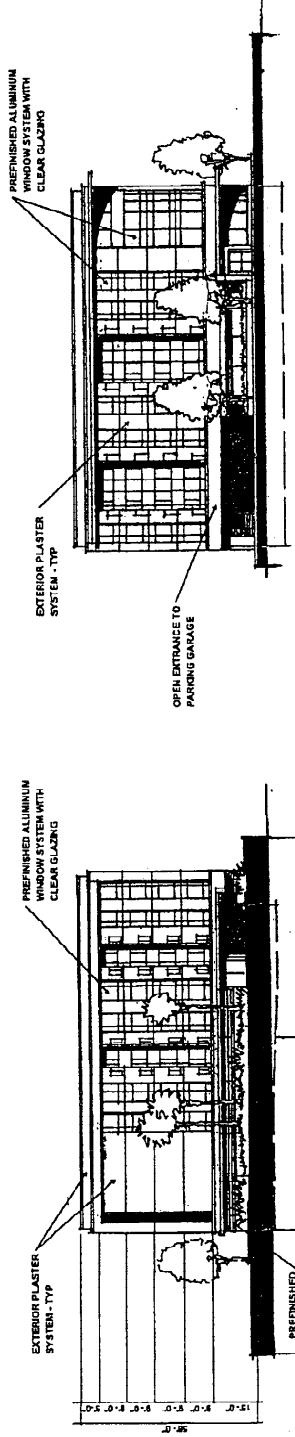 EXTERIOR PLASTER
SYSTEM - TYP
PREFINISHED ALUMINUM
WINDOW SYSTEM WITH
CLEAR GLAZING
PREFINISHED
OPEN ENTRANCE TO
PARKING GARAGE
EXTERIOR PLASTER
SYSTEM - TYP
PREFINISHED ALUMINUM
WINDOW SYSTEM WITH
CLEAR GLAZING